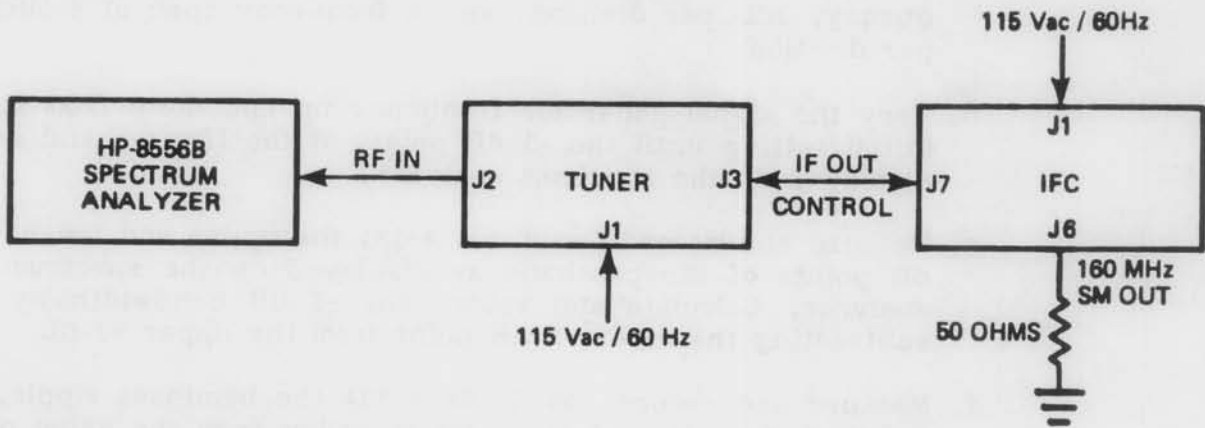 115 Vac / 60Hz
HP-8556B
SPECTRUM
ANALYZER
RF IN
J2
TUNER
J3
J1
IF OUT
CONTROL
J1
J7
IFC
J6
160 MHz
SM OUT
50 OHMS
115 Vac / 60 Hz